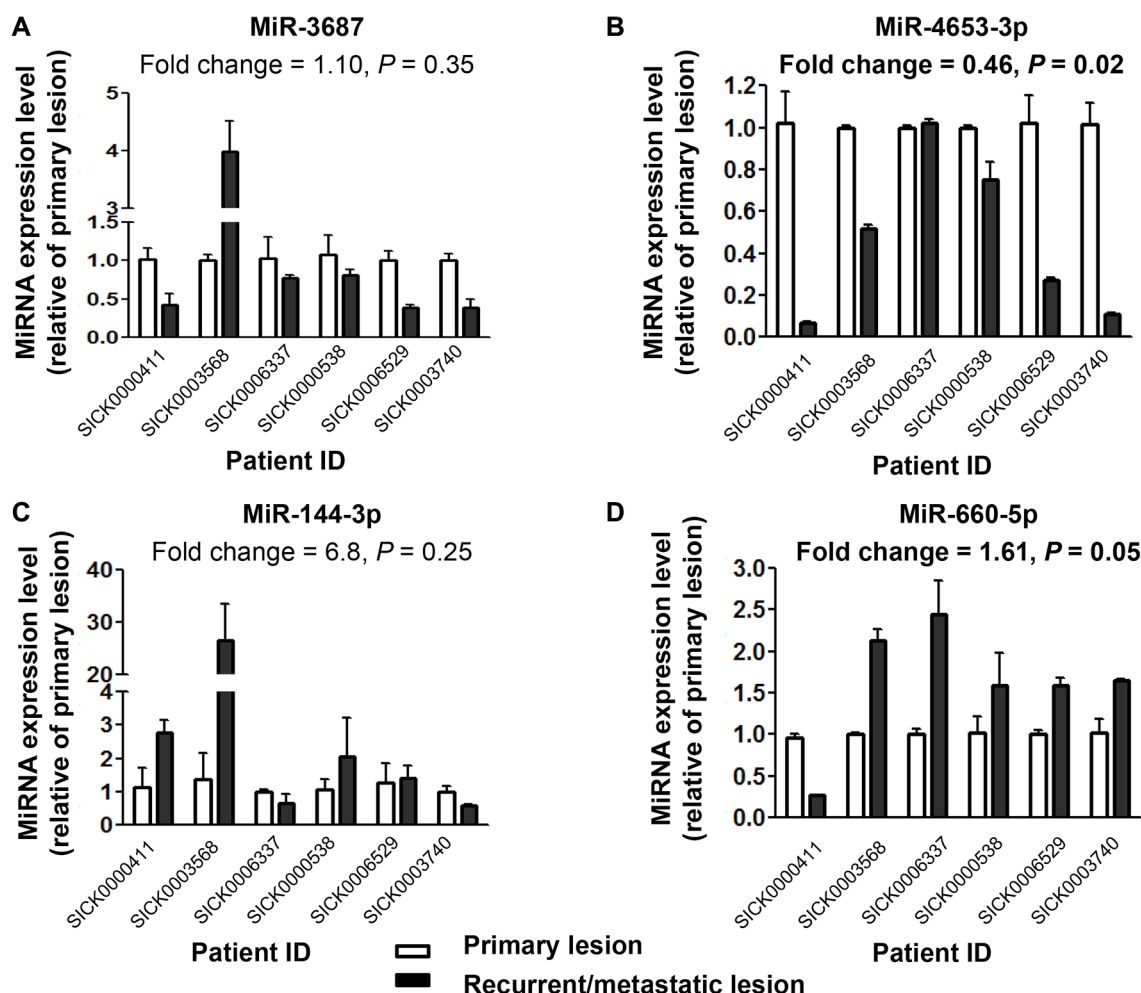 A
MiR-3687
Fold change = 1.10, P = 0.35
MiRNA expression level
(relative of primary lesion)
5
4
3
1.5
1.0
0.5
0.0
SICK0000411
SICK0003568
SICK0006337
SICK0000538
SICK0006529
SICK0003740
Patient ID
B
MiR-4653-3p
Fold change = 0.46, P = 0.02
MiRNA expression level
(relative of primary lesion)
1.2
1.0
0.8
0.6
0.4
0.2
0.0
SICK0000411
SICK0003568
SICK0006337
SICK0000538
SICK0006529
SICK0003740
Patient ID
C
MiR-144-3p
Fold change = 6.8, P = 0.25
MiRNA expression level
(relative of primary lesion)
40
30
20
4
3
2
1
0
SICK0000411
SICK0003568
SICK0006337
SICK0000538
SICK0006529
SICK0003740
Patient ID
D
MiR-660-5p
Fold change = 1.61, P = 0.05
MiRNA expression level
(relative of primary lesion)
3.0
2.5
2.0
1.5
1.0
0.5
0.0
SICK0000411
SICK0003568
SICK0006337
SICK0000538
SICK0006529
SICK0003740
Patient ID
Primary lesion
Recurrent/metastatic lesion